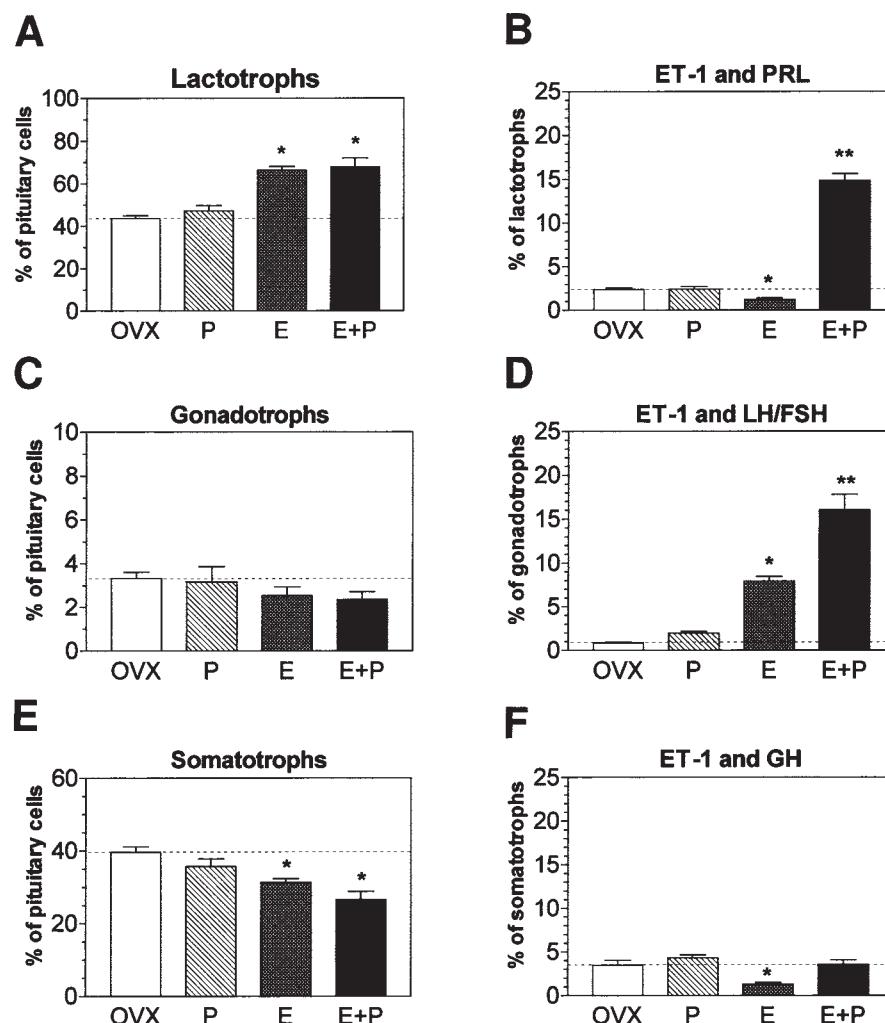 A
Lactotrophs
% of pituitary cells
100
80
60
40
20
0
*
*
OVX P E E+P
B
ET-1 and PRL
% of lactotrophs
25
20
15
10
5
0
*
**
OVX P E E+P
C
Gonadotrophs
% of pituitary cells
10
8
6
4
2
0
OVX P E E+P
D
ET-1 and LH/FSH
% of gonadotrophs
25
20
15
10
5
0
*
**
OVX P E E+P
E
Somatotrophs
% of pituitary cells
60
40
20
0
*
*
OVX P E E+P
F
ET-1 and GH
% of somatotrophs
25
20
15
10
5
0
*
OVX P E E+P